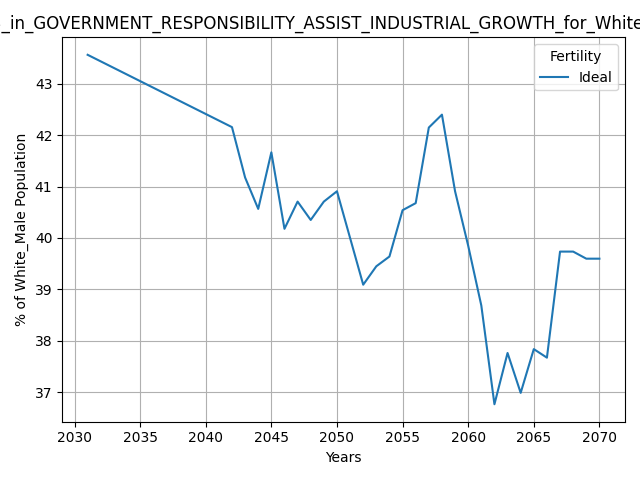 _in_GOVERNMENT_RESPONSIBILITY_ASSIST_INDUSTRIAL_GROWTH_for_White
Fertility
Ideal
% of White_Male Population
43
42
41
40
39
38
37
2030 2035 2040 2045 2050 2055 2060 2065 2070
Years